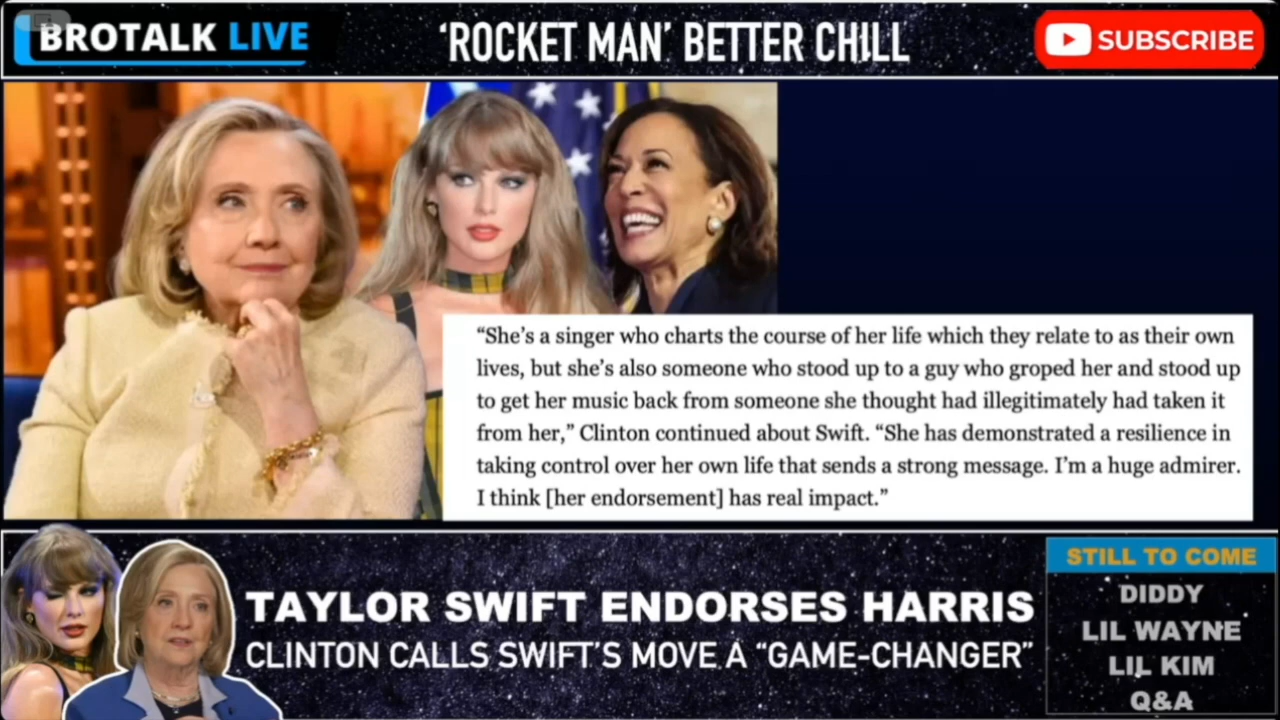 BROTALK LIVE
‘ROCKET MAN’ BETTER CHILL
SUBSCRIBE
“She’s a singer who charts the course of her life which they relate to as their own
lives, but she’s also someone who stood up to a guy who groped her and stood up
to get her music back from someone she thought had illegitimately had taken it
from her,” Clinton continued about Swift. “She has demonstrated a resilience in
taking control over her own life that sends a strong message. I’m a huge admirer.
I think [her endorsement] has real impact.”
TAYLOR SWIFT ENDORSES HARRIS
CLINTON CALLS SWIFT’S MOVE A “GAME-CHANGER”
STILL TO COME
DIDDY
LIL WAYNE
LIL KIM
Q&A